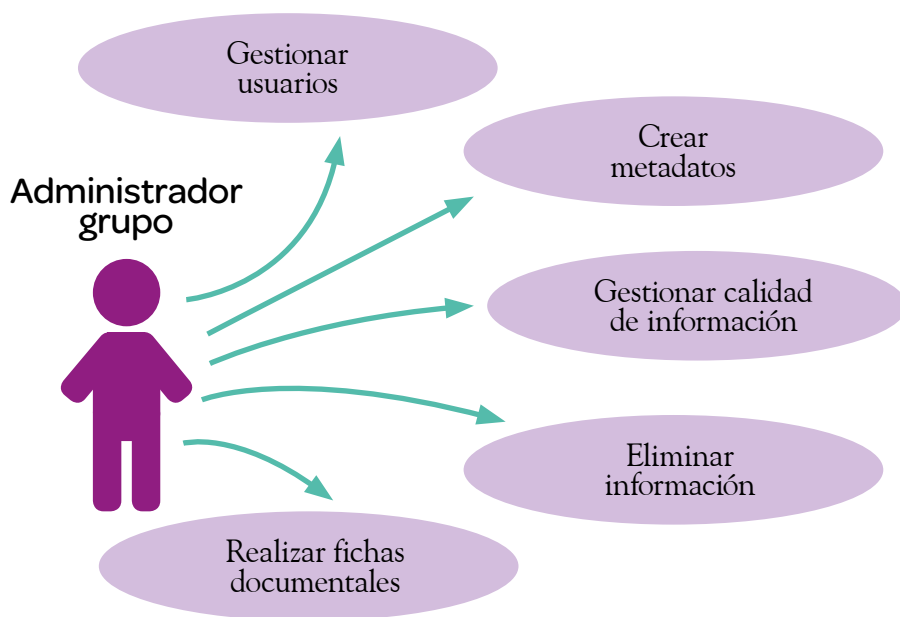 Gestionar
usuarios
Crear
metadatos
Administrador
grupo
Gestionar calidad
de información
Eliminar
información
Realizar fichas
documentales